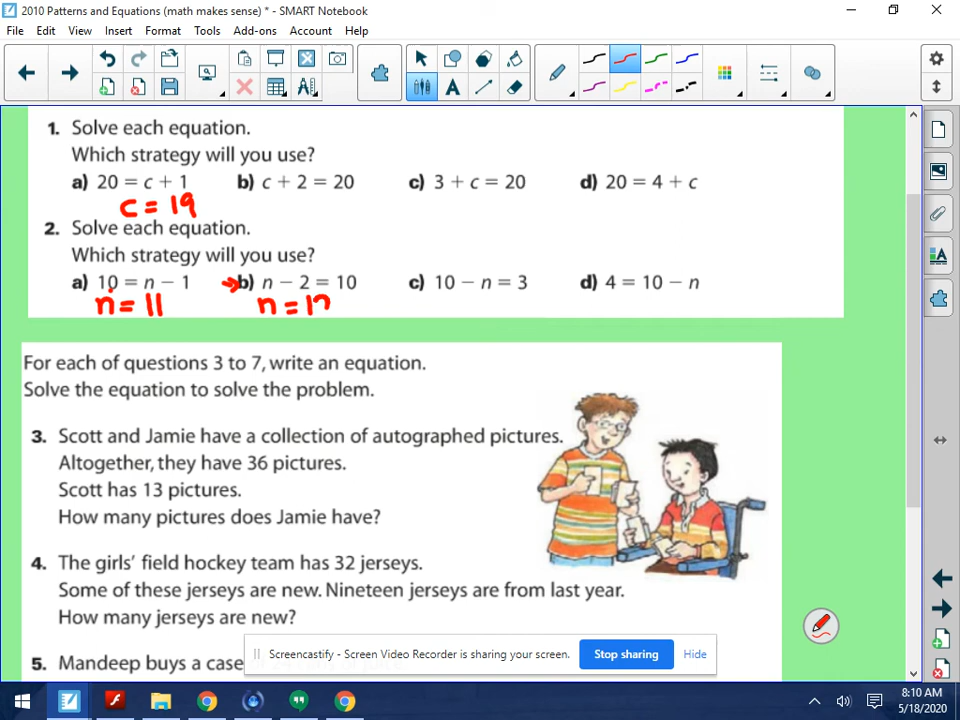 2010 Patterns and Equations (math makes sense) * - SMART Notebook
File Edit View Insert Format Tools Add-ons Account Help
1. Solve each equation.
Which strategy will you use?
a) 20 = c + 1 b) c + 2 = 20 c) 3 + c = 20 d) 20 = 4 + c
c = 19
2. Solve each equation.
Which strategy will you use?
a) 10 = n − 1 b) n − 2 = 10 c) 10 − n = 3 d) 4 = 10 − n
n = 11 n = 12
For each of questions 3 to 7, write an equation.
Solve the equation to solve the problem.
3. Scott and Jamie have a collection of autographed pictures.
Altogether, they have 36 pictures.
Scott has 13 pictures.
How many pictures does Jamie have?
4. The girls' field hockey team has 32 jerseys.
Some of these jerseys are new. Nineteen jerseys are from last year.
How many jerseys are new?
5. Mandeep buys a case
Screencastify - Screen Video Recorder is sharing your screen. Stop sharing Hide
8:10 AM
5/18/2020